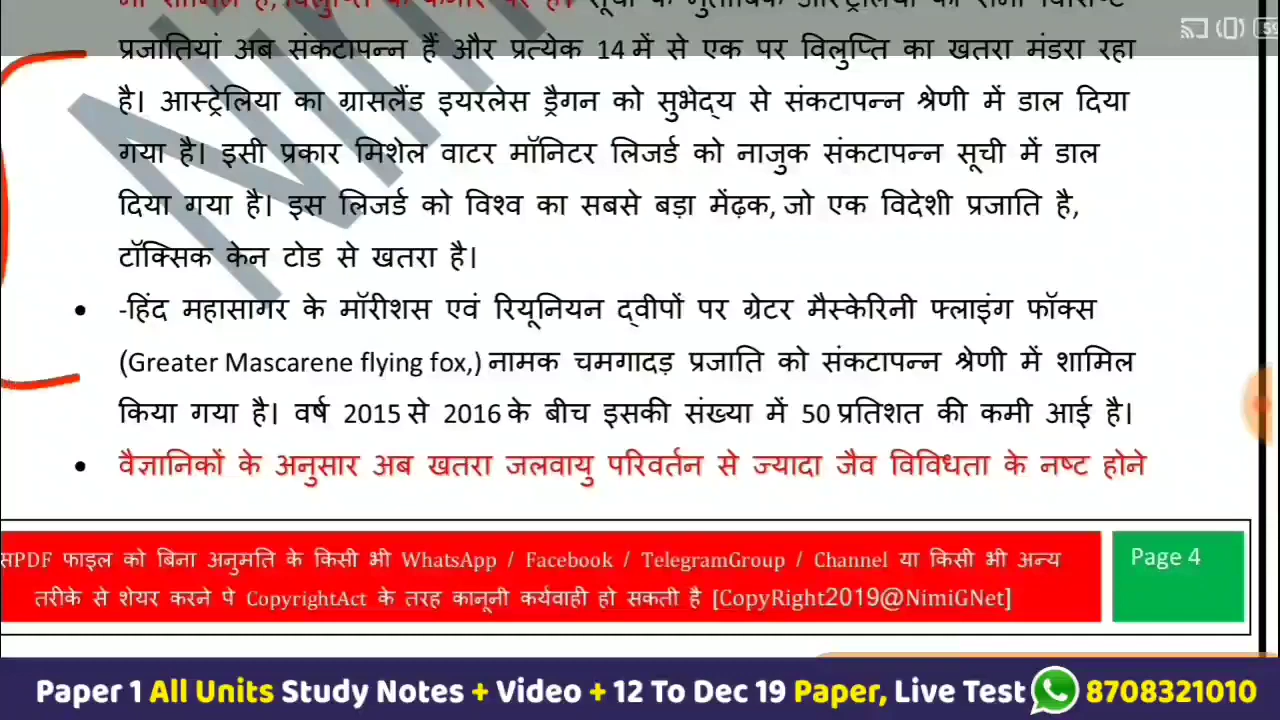 प्रजातियां अब संकटापन्न हैं और प्रत्येक 14 में से एक पर विलुप्ति का खतरा मंडरा रहा
है। आस्ट्रेलिया का ग्रासलैंड इयरलेस ड्रैगन को सुभेद्य से संकटापन्न श्रेणी में डाल दिया
गया है। इसी प्रकार मिशेल वाटर मॉनिटर लिजर्ड को नाजुक संकटापन्न सूची में डाल
दिया गया है। इस लिजर्ड को विश्व का सबसे बड़ा मेंढ़क, जो एक विदेशी प्रजाति है,
टॉक्सिक केन टोड से खतरा है।
• -हिंद महासागर के मॉरीशस एवं रियूनियन द्वीपों पर ग्रेटर मैस्केरिनी फ्लाइंग फॉक्स
(Greater Mascarene flying fox,) नामक चमगादड़ प्रजाति को संकटापन्न श्रेणी में शामिल
किया गया है। वर्ष 2015 से 2016 के बीच इसकी संख्या में 50 प्रतिशत की कमी आई है।
• वैज्ञानिकों के अनुसार अब खतरा जलवायु परिवर्तन से ज्यादा जैव विविधता के नष्ट होने
सPDF फाइल को बिना अनुमति के किसी भी WhatsApp / Facebook / TelegramGroup / Channel या किसी भी अन्य
तरीके से शेयर करने पे CopyrightAct के तरह कानूनी कर्यवाही हो सकती है [CopyRight2019@NimiGNet]
Page 4
Paper 1 All Units Study Notes + Video + 12 To Dec 19 Paper, Live Test 8708321010